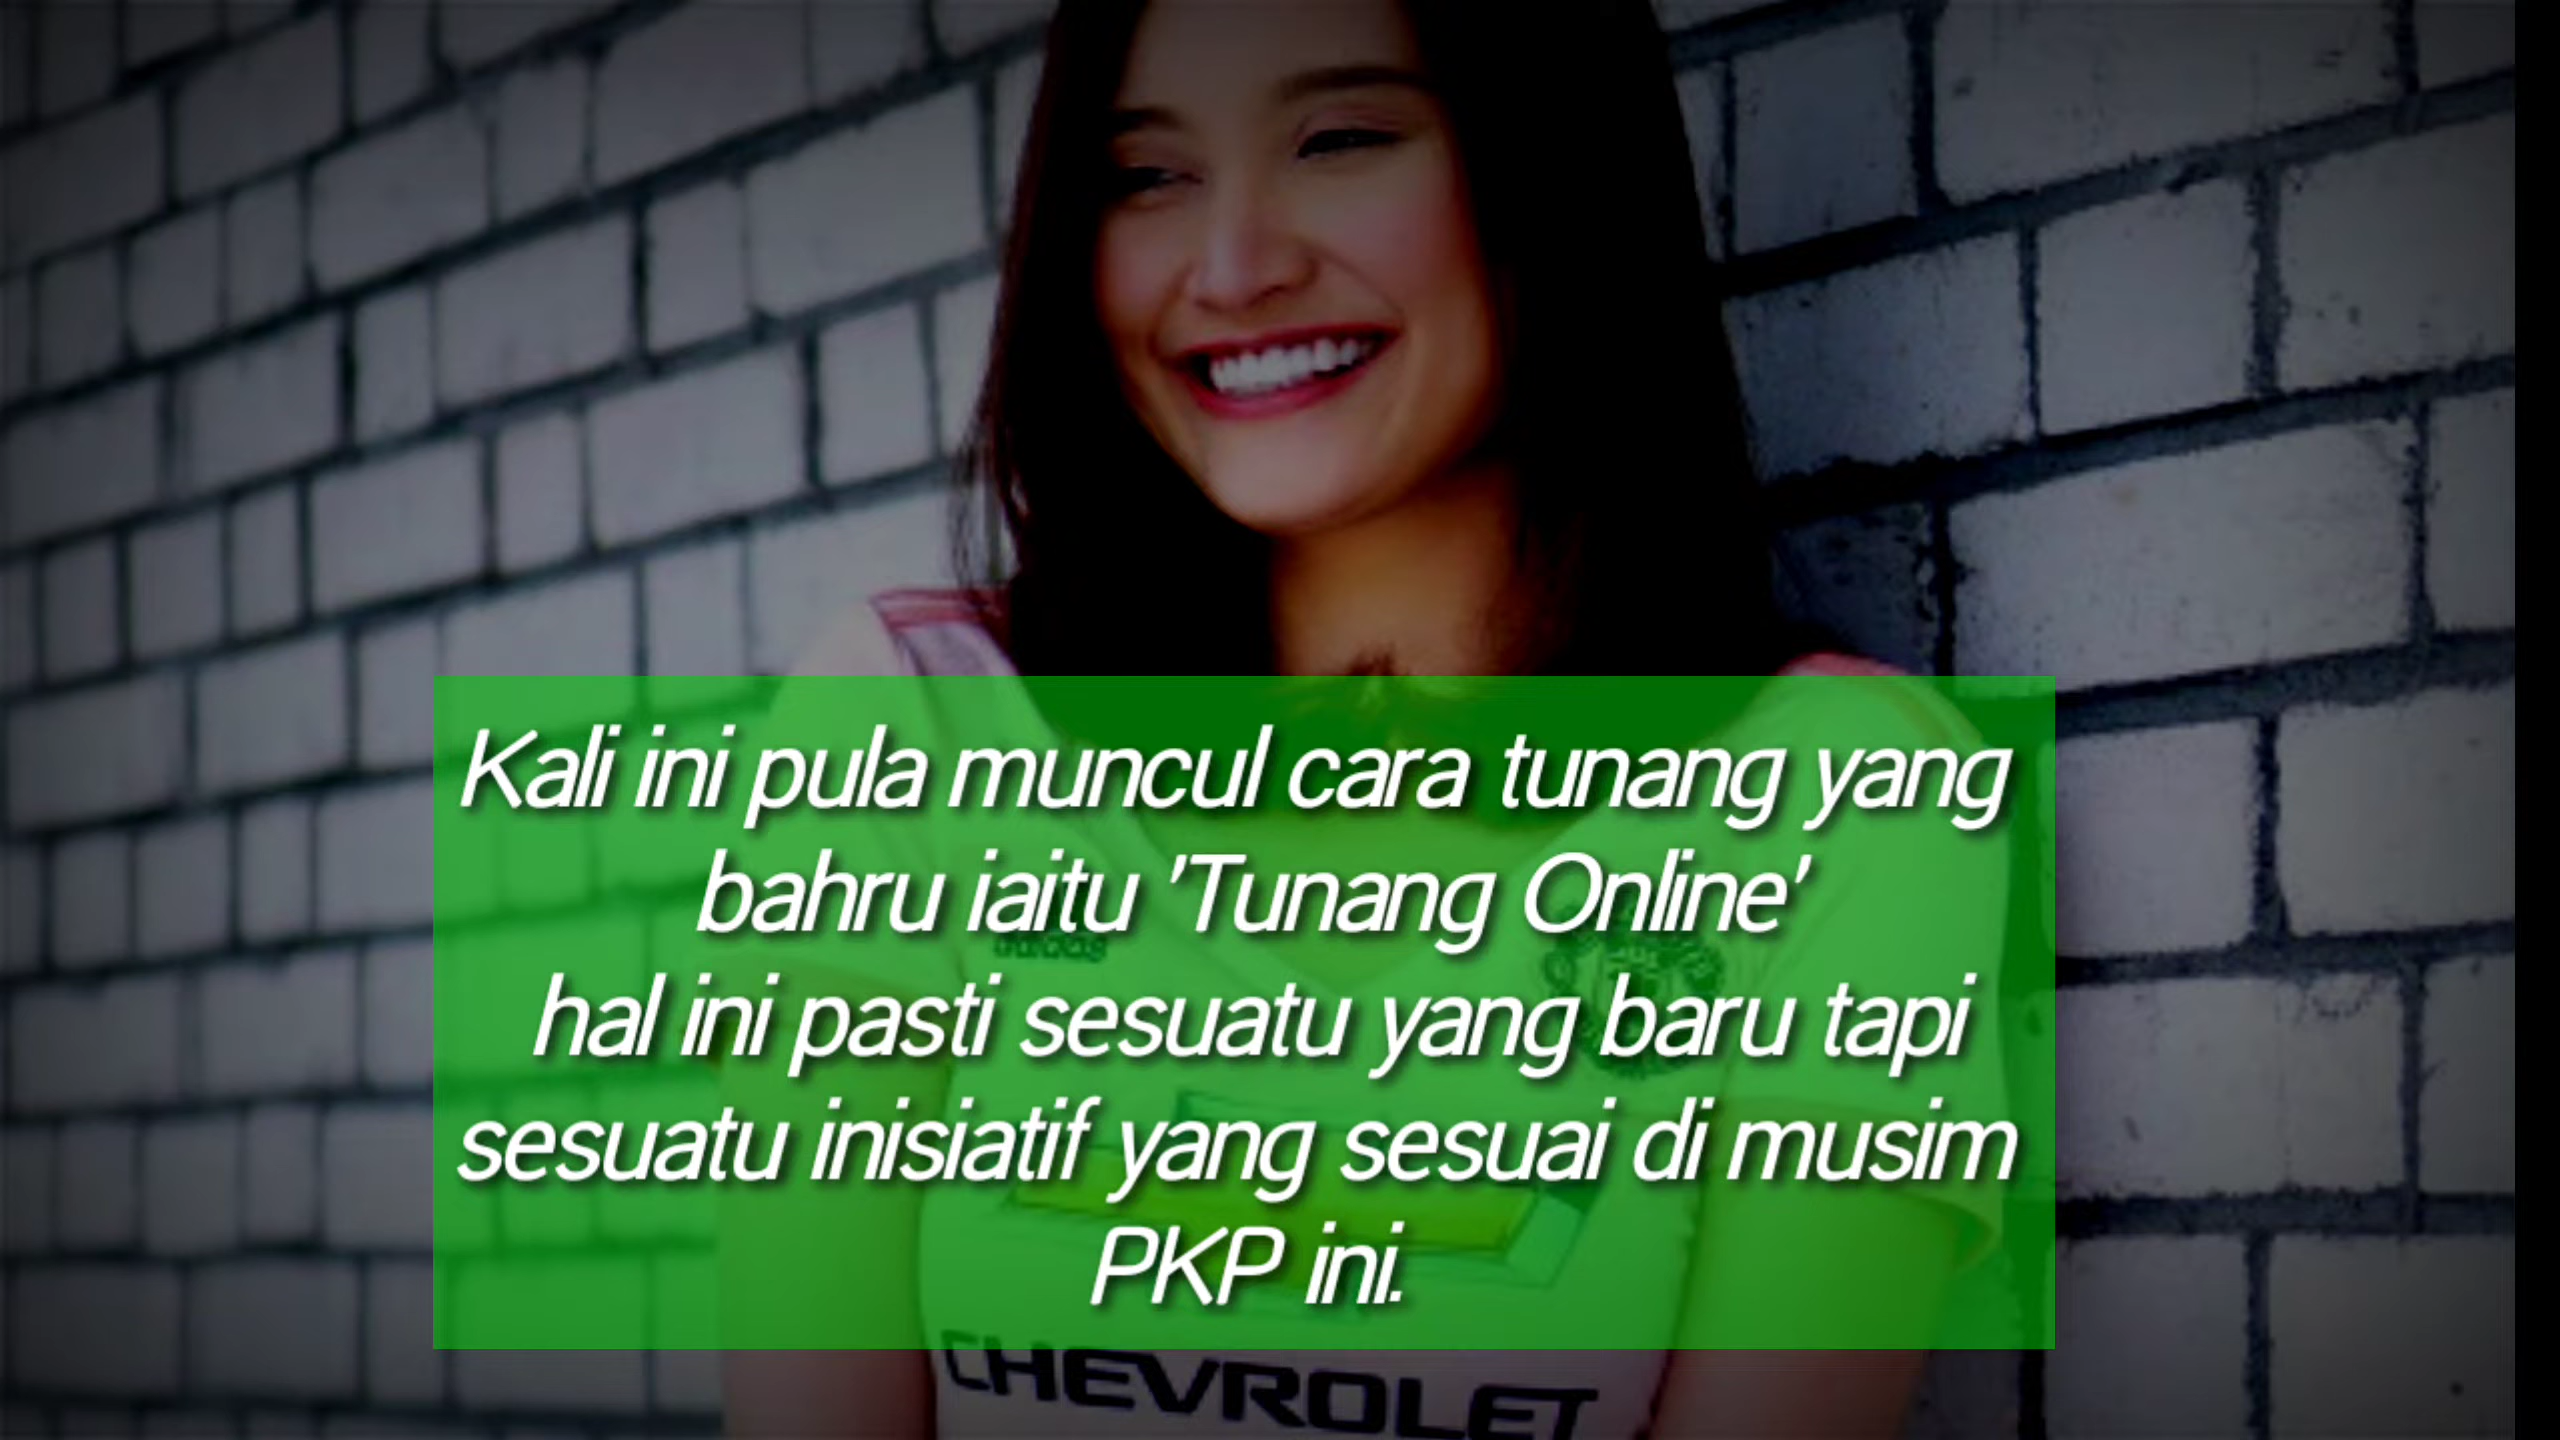 Kali ini pula muncul cara tunang yang
bahru iaitu 'Tunang Online'
adidas
hal ini pasti sesuatu yang baru tapi
sesuatu inisiatif yang sesuai di musim
PKP ini.
CHEVROLET